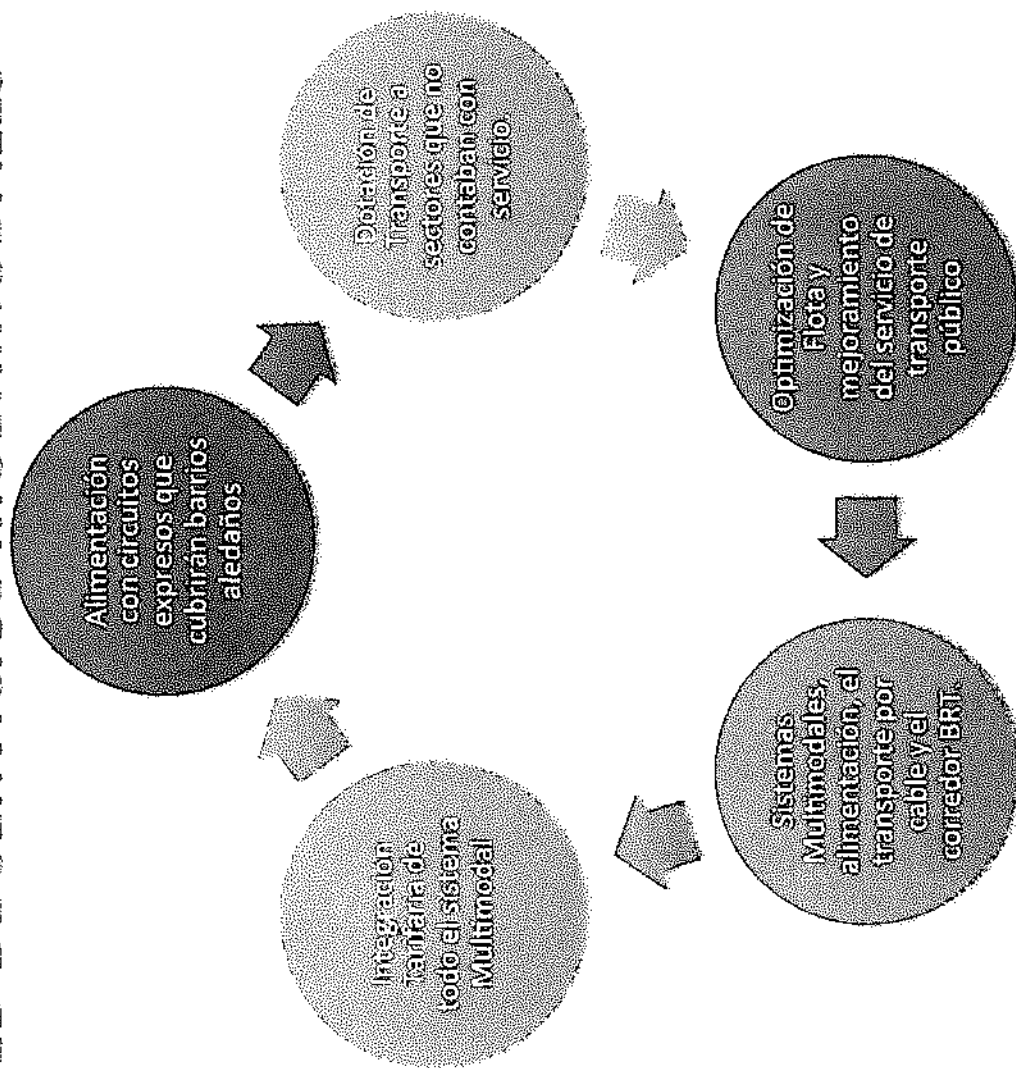 Alimentación
con circuitos
expresos que
cubrirán barrios
aledaños
Dotación de
Transporte a
sectores que no
contaban con
servicio
Optimización de
Flota y
mejoramiento
del servicio de
transporte
público
Sistemas
Multimodales,
alimentacion, el
transporte por
cable y el
corredor BRT.
Integración
Tarifaria de
todo el sistema
Multimodal